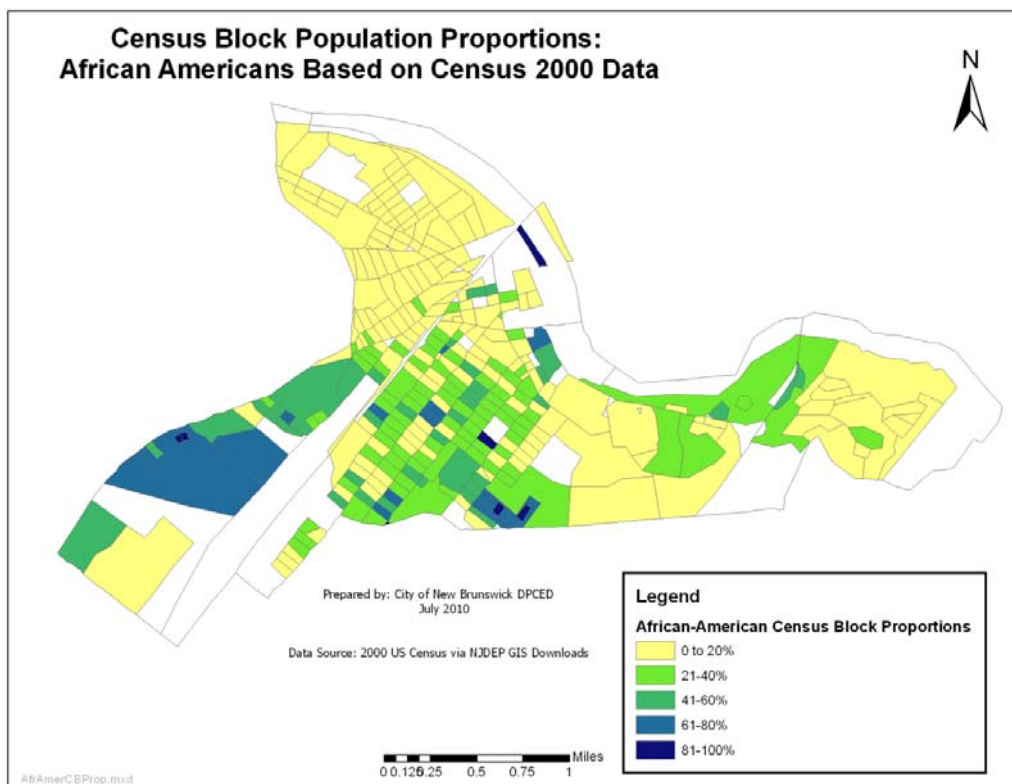 Census Block Population Proportions:
African Americans Based on Census 2000 Data
N
Prepared by: City of New Brunswick DPCED
July 2010
Data Source: 2000 US Census via NJDEP GIS Downloads
Legend
African-American Census Block Proportions
0 to 20%
21-40%
41-60%
61-80%
81-100%
Miles
0 0.125 0.25 0.5 0.75 1
AfrAmerCBProp.mxd